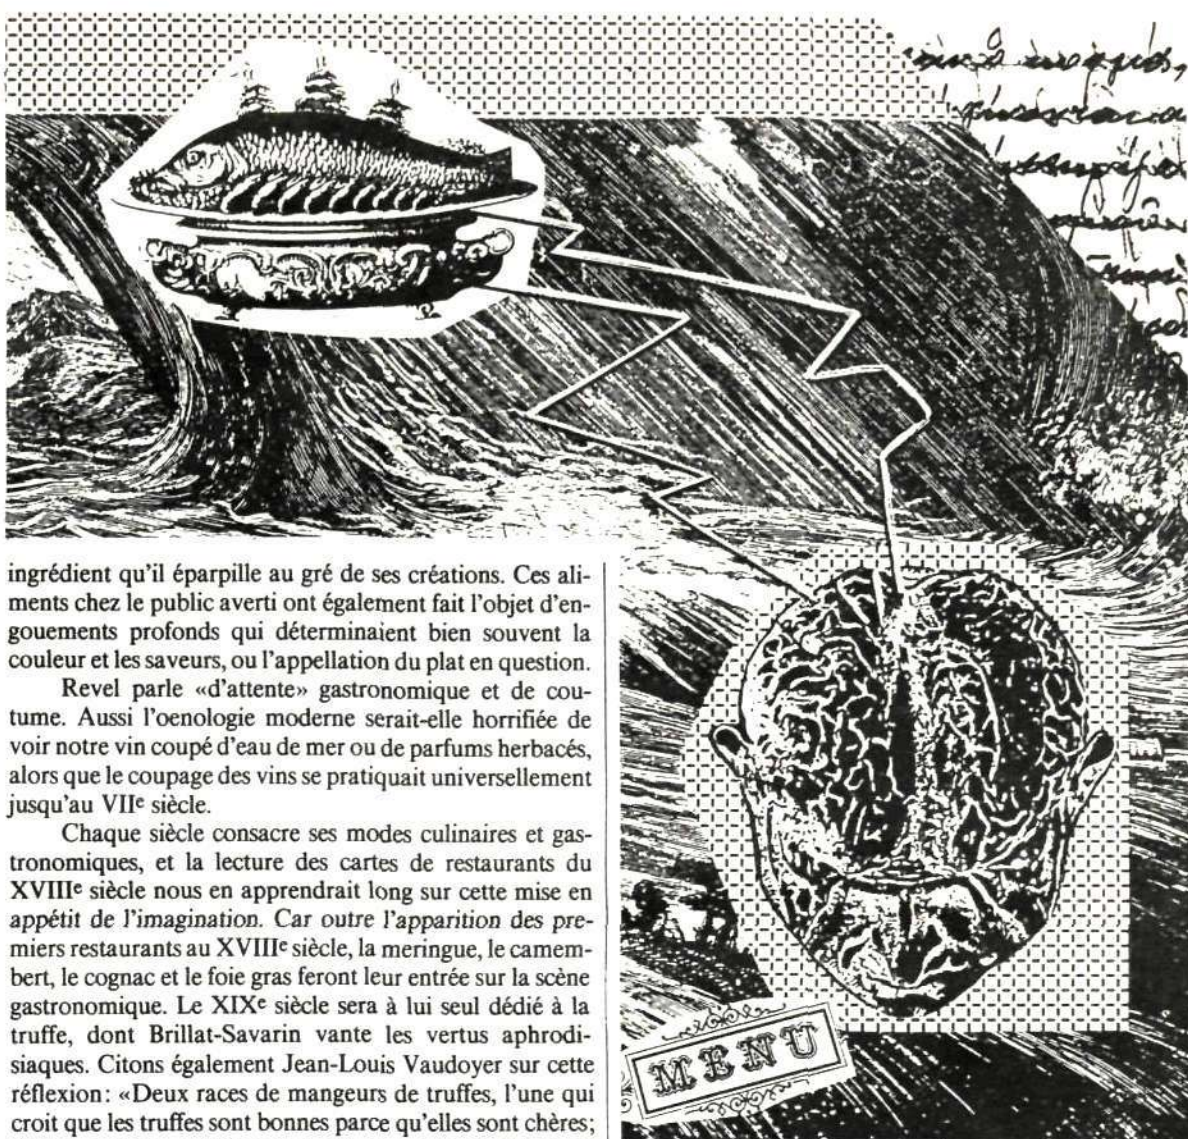 ingrédient qu'il éparpille au gré de ses créations. Ces ali-
ments chez le public averti ont également fait l'objet d'en-
gouements profonds qui déterminaient bien souvent la
couleur et les saveurs, ou l'appellation du plat en question.
Revel parle «d'attente» gastronomique et de cou-
tume. Aussi l'oenologie moderne serait-elle horrifiée de
voir notre vin coupé d'eau de mer ou de parfums herbacés,
alors que le coupage des vins se pratiquait universellement
jusqu'au VIIe siècle.
Chaque siècle consacre ses modes culinaires et gas-
tronomiques, et la lecture des cartes de restaurants du
XVIIIe siècle nous en apprendrait long sur cette mise en
appétit de l'imagination. Car outre l'apparition des pre-
miers restaurants au XVIIIe siècle, la meringue, le camem-
bert, le cognac et le foie gras feront leur entrée sur la scène
gastronomique. Le XIXe siècle sera à lui seul dédié à la
truffe, dont Brillat-Savarin vante les vertus aphrodi-
siaques. Citons également Jean-Louis Vaudoyer sur cette
réflexion: «Deux races de mangeurs de truffes, l'une qui
croit que les truffes sont bonnes parce qu'elles sont chères;
MENU